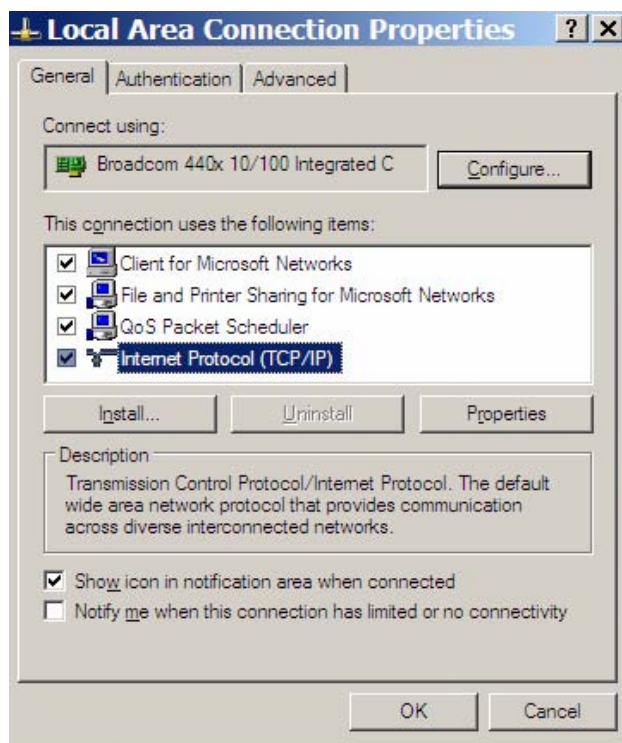 Local Area Connection Properties
General Authentication Advanced
Connect using:
Broadcom 440x 10/100 Integrated C Configure...
This connection uses the following items:
Client for Microsoft Networks
File and Printer Sharing for Microsoft Networks
QoS Packet Scheduler
Internet Protocol (TCP/IP)
Install... Uninstall Properties
Description
Transmission Control Protocol/Internet Protocol. The default
wide area network protocol that provides communication
across diverse interconnected networks.
Show icon in notification area when connected
Notify me when this connection has limited or no connectivity
OK Cancel